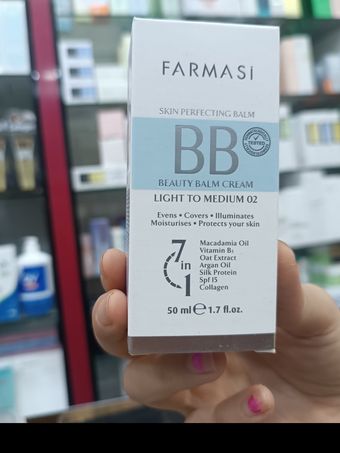 FARMASi
SKIN PERFECTING BALM
BB
TESTED
BEAUTY BALM CREAM
LIGHT TO MEDIUM 02
Evens • Covers • Illuminates
Moisturises • Protects your skin
7 in 1
Macadamia Oil
Vitamin B5
Oat Extract
Argan Oil
Silk Protein
Spf 15
Collagen
50 ml ℮ 1.7 fl.oz.